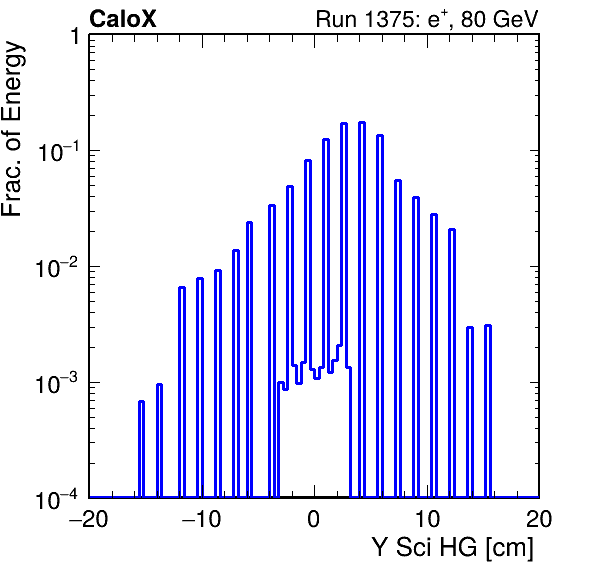 CaloX Run 1375: e⁺, 80 GeV
Frac. of Energy
1
10⁻¹
10⁻²
10⁻³
10⁻⁴
−20 −10 0 10 20
Y Sci HG [cm]